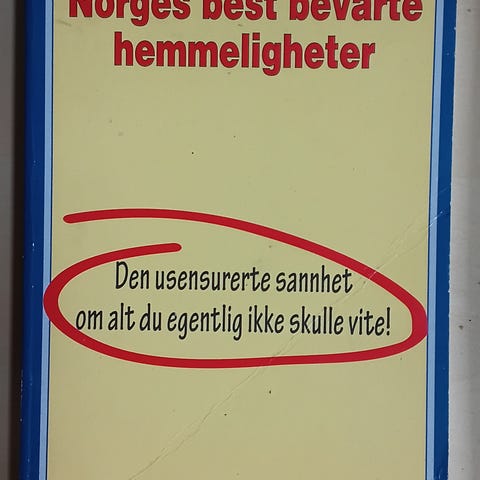 Norges best bevarte
hemmeligheter
Den usensurerte sannhet
om alt du egentlig ikke skulle vite!